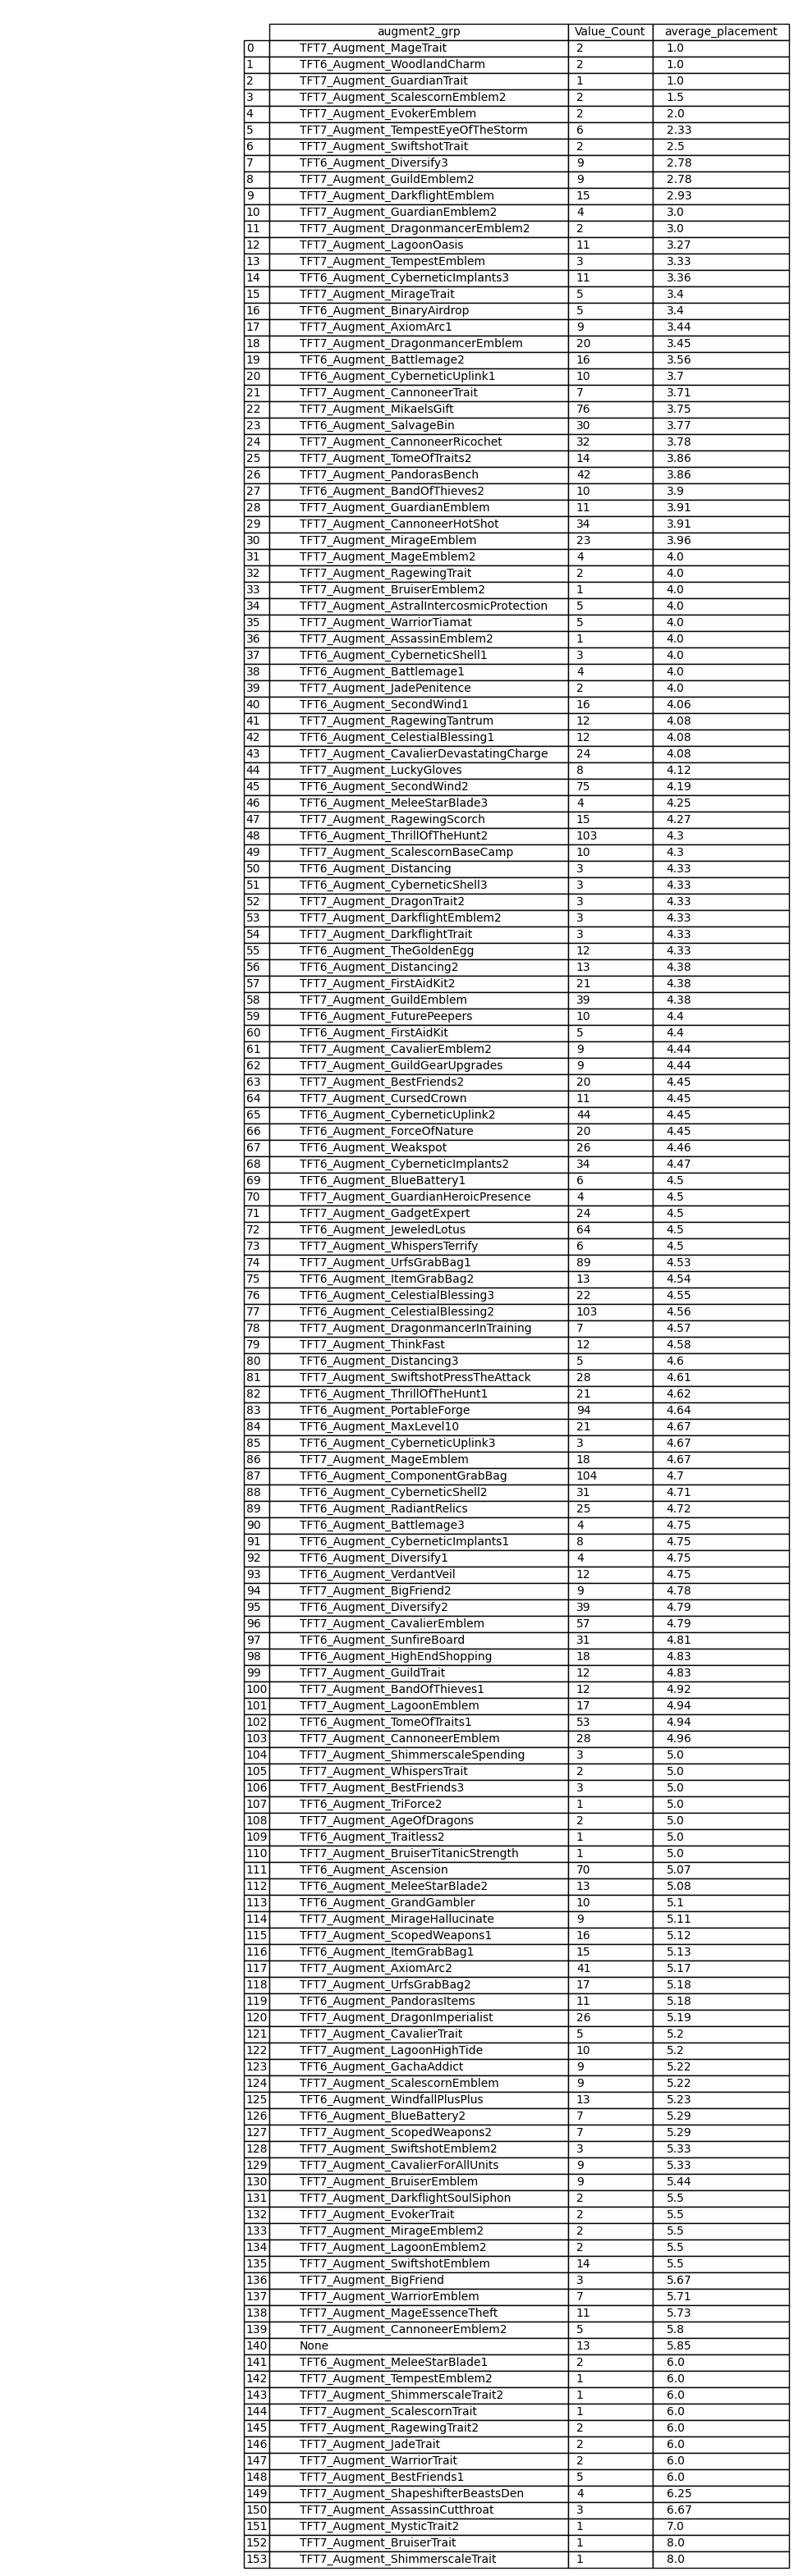 augment2_grp Value_Count average_placement
0 TFT7_Augment_MageTrait 2 1.0
1 TFT6_Augment_WoodlandCharm 2 1.0
2 TFT7_Augment_GuardianTrait 1 1.0
3 TFT7_Augment_ScalescornEmblem2 2 1.5
4 TFT7_Augment_EvokerEmblem 2 2.0
5 TFT7_Augment_TempestEyeOfTheStorm 6 2.33
6 TFT7_Augment_SwiftshotTrait 2 2.5
7 TFT6_Augment_Diversify3 9 2.78
8 TFT7_Augment_GuildEmblem2 9 2.78
9 TFT7_Augment_DarkflightEmblem 15 2.93
10 TFT7_Augment_GuardianEmblem2 4 3.0
11 TFT7_Augment_DragonmancerEmblem2 2 3.0
12 TFT7_Augment_LagoonOasis 11 3.27
13 TFT7_Augment_TempestEmblem 3 3.33
14 TFT6_Augment_CyberneticImplants3 11 3.36
15 TFT7_Augment_MirageTrait 5 3.4
16 TFT6_Augment_BinaryAirdrop 5 3.4
17 TFT7_Augment_AxiomArc1 9 3.44
18 TFT7_Augment_DragonmancerEmblem 20 3.45
19 TFT6_Augment_Battlemage2 16 3.56
20 TFT6_Augment_CyberneticUplink1 10 3.7
21 TFT7_Augment_CannoneerTrait 7 3.71
22 TFT7_Augment_MikaelsGift 76 3.75
23 TFT6_Augment_SalvageBin 30 3.77
24 TFT7_Augment_CannoneerRicochet 32 3.78
25 TFT7_Augment_TomeOfTraits2 14 3.86
26 TFT7_Augment_PandorasBench 42 3.86
27 TFT6_Augment_BandOfThieves2 10 3.9
28 TFT7_Augment_GuardianEmblem 11 3.91
29 TFT7_Augment_CannoneerHotShot 34 3.91
30 TFT7_Augment_MirageEmblem 23 3.96
31 TFT7_Augment_MageEmblem2 4 4.0
32 TFT7_Augment_RagewingTrait 2 4.0
33 TFT7_Augment_BruiserEmblem2 1 4.0
34 TFT7_Augment_AstralIntercosmicProtection 5 4.0
35 TFT7_Augment_WarriorTiamat 5 4.0
36 TFT7_Augment_AssassinEmblem2 1 4.0
37 TFT6_Augment_CyberneticShell1 3 4.0
38 TFT6_Augment_Battlemage1 4 4.0
39 TFT7_Augment_JadePenitence 2 4.0
40 TFT6_Augment_SecondWind1 16 4.06
41 TFT7_Augment_RagewingTantrum 12 4.08
42 TFT6_Augment_CelestialBlessing1 12 4.08
43 TFT7_Augment_CavalierDevastatingCharge 24 4.08
44 TFT7_Augment_LuckyGloves 8 4.12
45 TFT6_Augment_SecondWind2 75 4.19
46 TFT6_Augment_MeleeStarBlade3 4 4.25
47 TFT7_Augment_RagewingScorch 15 4.27
48 TFT6_Augment_ThrillOfTheHunt2 103 4.3
49 TFT7_Augment_ScalescornBaseCamp 10 4.3
50 TFT6_Augment_Distancing 3 4.33
51 TFT6_Augment_CyberneticShell3 3 4.33
52 TFT7_Augment_DragonTrait2 3 4.33
53 TFT7_Augment_DarkflightEmblem2 3 4.33
54 TFT7_Augment_DarkflightTrait 3 4.33
55 TFT6_Augment_TheGoldenEgg 12 4.33
56 TFT6_Augment_Distancing2 13 4.38
57 TFT7_Augment_FirstAidKit2 21 4.38
58 TFT7_Augment_GuildEmblem 39 4.38
59 TFT6_Augment_FuturePeepers 10 4.4
60 TFT6_Augment_FirstAidKit 5 4.4
61 TFT7_Augment_CavalierEmblem2 9 4.44
62 TFT7_Augment_GuildGearUpgrades 9 4.44
63 TFT7_Augment_BestFriends2 20 4.45
64 TFT7_Augment_CursedCrown 11 4.45
65 TFT6_Augment_CyberneticUplink2 44 4.45
66 TFT6_Augment_ForceOfNature 20 4.45
67 TFT6_Augment_Weakspot 26 4.46
68 TFT6_Augment_CyberneticImplants2 34 4.47
69 TFT6_Augment_BlueBattery1 6 4.5
70 TFT7_Augment_GuardianHeroicPresence 4 4.5
71 TFT7_Augment_GadgetExpert 24 4.5
72 TFT6_Augment_JeweledLotus 64 4.5
73 TFT7_Augment_WhispersTerrify 6 4.5
74 TFT7_Augment_UrfsGrabBag1 89 4.53
75 TFT6_Augment_ItemGrabBag2 13 4.54
76 TFT6_Augment_CelestialBlessing3 22 4.55
77 TFT6_Augment_CelestialBlessing2 103 4.56
78 TFT7_Augment_DragonmancerInTraining 7 4.57
79 TFT7_Augment_ThinkFast 12 4.58
80 TFT6_Augment_Distancing3 5 4.6
81 TFT7_Augment_SwiftshotPressTheAttack 28 4.61
82 TFT6_Augment_ThrillOfTheHunt1 21 4.62
83 TFT6_Augment_PortableForge 94 4.64
84 TFT6_Augment_MaxLevel10 21 4.67
85 TFT6_Augment_CyberneticUplink3 3 4.67
86 TFT7_Augment_MageEmblem 18 4.67
87 TFT6_Augment_ComponentGrabBag 104 4.7
88 TFT6_Augment_CyberneticShell2 31 4.71
89 TFT6_Augment_RadiantRelics 25 4.72
90 TFT6_Augment_Battlemage3 4 4.75
91 TFT6_Augment_CyberneticImplants1 8 4.75
92 TFT6_Augment_Diversify1 4 4.75
93 TFT6_Augment_VerdantVeil 12 4.75
94 TFT7_Augment_BigFriend2 9 4.78
95 TFT6_Augment_Diversify2 39 4.79
96 TFT7_Augment_CavalierEmblem 57 4.79
97 TFT6_Augment_SunfireBoard 31 4.81
98 TFT6_Augment_HighEndShopping 18 4.83
99 TFT7_Augment_GuildTrait 12 4.83
100 TFT7_Augment_BandOfThieves1 12 4.92
101 TFT7_Augment_LagoonEmblem 17 4.94
102 TFT6_Augment_TomeOfTraits1 53 4.94
103 TFT7_Augment_CannoneerEmblem 28 4.96
104 TFT7_Augment_ShimmerscaleSpending 3 5.0
105 TFT7_Augment_WhispersTrait 2 5.0
106 TFT7_Augment_BestFriends3 3 5.0
107 TFT6_Augment_TriForce2 1 5.0
108 TFT7_Augment_AgeOfDragons 2 5.0
109 TFT6_Augment_Traitless2 1 5.0
110 TFT7_Augment_BruiserTitanicStrength 1 5.0
111 TFT6_Augment_Ascension 70 5.07
112 TFT6_Augment_MeleeStarBlade2 13 5.08
113 TFT6_Augment_GrandGambler 10 5.1
114 TFT7_Augment_MirageHallucinate 9 5.11
115 TFT7_Augment_ScopedWeapons1 16 5.12
116 TFT6_Augment_ItemGrabBag1 15 5.13
117 TFT7_Augment_AxiomArc2 41 5.17
118 TFT7_Augment_UrfsGrabBag2 17 5.18
119 TFT6_Augment_PandorasItems 11 5.18
120 TFT7_Augment_DragonImperialist 26 5.19
121 TFT7_Augment_CavalierTrait 5 5.2
122 TFT7_Augment_LagoonHighTide 10 5.2
123 TFT6_Augment_GachaAddict 9 5.22
124 TFT7_Augment_ScalescornEmblem 9 5.22
125 TFT6_Augment_WindfallPlusPlus 13 5.23
126 TFT6_Augment_BlueBattery2 7 5.29
127 TFT7_Augment_ScopedWeapons2 7 5.29
128 TFT7_Augment_SwiftshotEmblem2 3 5.33
129 TFT7_Augment_CavalierForAllUnits 9 5.33
130 TFT7_Augment_BruiserEmblem 9 5.44
131 TFT7_Augment_DarkflightSoulSiphon 2 5.5
132 TFT7_Augment_EvokerTrait 2 5.5
133 TFT7_Augment_MirageEmblem2 2 5.5
134 TFT7_Augment_LagoonEmblem2 2 5.5
135 TFT7_Augment_SwiftshotEmblem 14 5.5
136 TFT7_Augment_BigFriend 3 5.67
137 TFT7_Augment_WarriorEmblem 7 5.71
138 TFT7_Augment_MageEssenceTheft 11 5.73
139 TFT7_Augment_CannoneerEmblem2 5 5.8
140 None 13 5.85
141 TFT6_Augment_MeleeStarBlade1 2 6.0
142 TFT7_Augment_TempestEmblem2 1 6.0
143 TFT7_Augment_ShimmerscaleTrait2 1 6.0
144 TFT7_Augment_ScalescornTrait 1 6.0
145 TFT7_Augment_RagewingTrait2 2 6.0
146 TFT7_Augment_JadeTrait 2 6.0
147 TFT7_Augment_WarriorTrait 2 6.0
148 TFT7_Augment_BestFriends1 5 6.0
149 TFT7_Augment_ShapeshifterBeastsDen 4 6.25
150 TFT7_Augment_AssassinCutthroat 3 6.67
151 TFT7_Augment_MysticTrait2 1 7.0
152 TFT7_Augment_BruiserTrait 1 8.0
153 TFT7_Augment_ShimmerscaleTrait 1 8.0